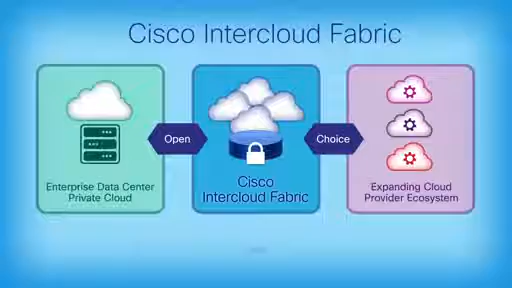 Cisco Intercloud Fabric
Open
Choice
Enterprise Data Center
Private Cloud
Cisco
Intercloud Fabric
Expanding Cloud
Provider Ecosystem